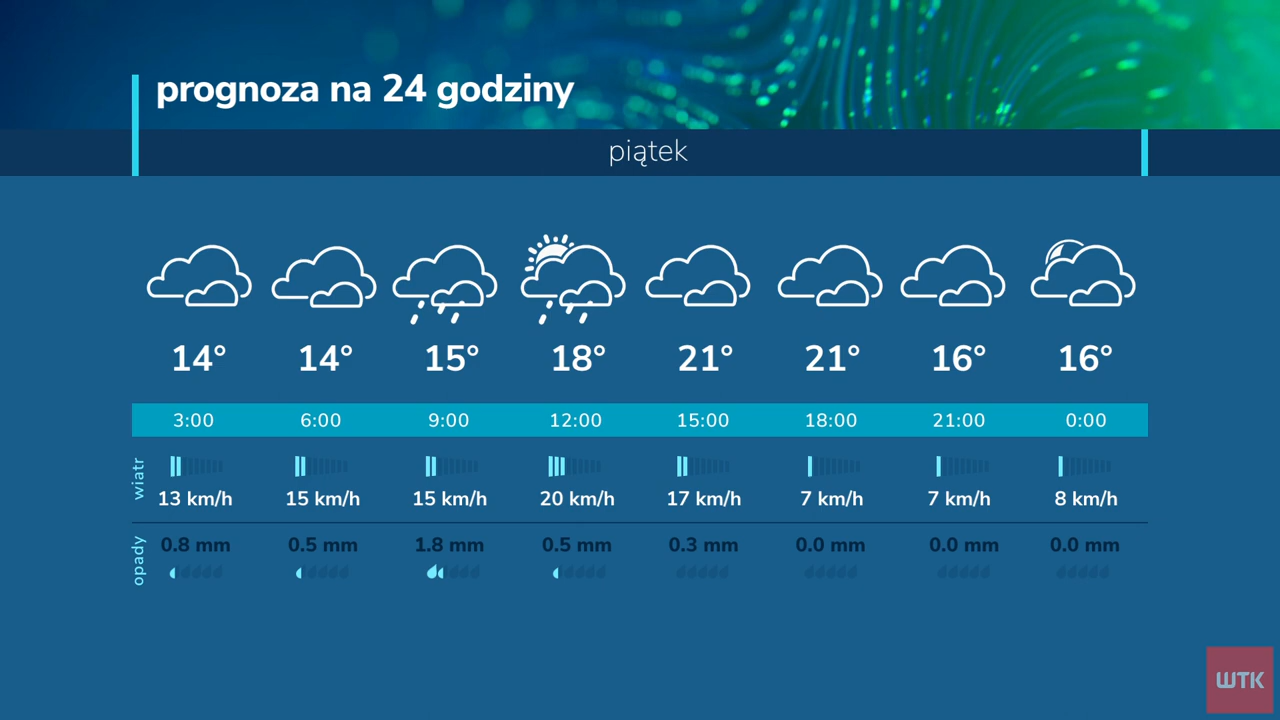 prognoza na 24 godziny
piątek
14° 14° 15° 18° 21° 21° 16° 16°
3:00 6:00 9:00 12:00 15:00 18:00 21:00 0:00
wiatr
13 km/h 15 km/h 15 km/h 20 km/h 17 km/h 7 km/h 7 km/h 8 km/h
opady
0.8 mm 0.5 mm 1.8 mm 0.5 mm 0.3 mm 0.0 mm 0.0 mm 0.0 mm
WTK